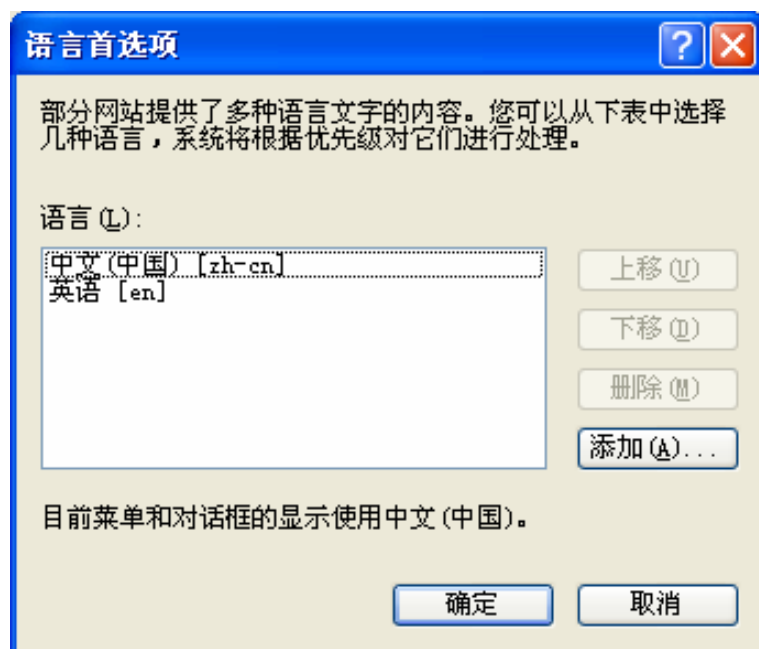 语言首选项
部分网站提供了多种语言文字的内容。您可以从下表中选择
几种语言，系统将根据优先级对它们进行处理。
语言(L):
中文(中国) [zh-cn]
英语 [en]
上移(U)
下移(D)
删除(M)
添加(A)...
目前菜单和对话框的显示使用中文(中国)。
确定
取消